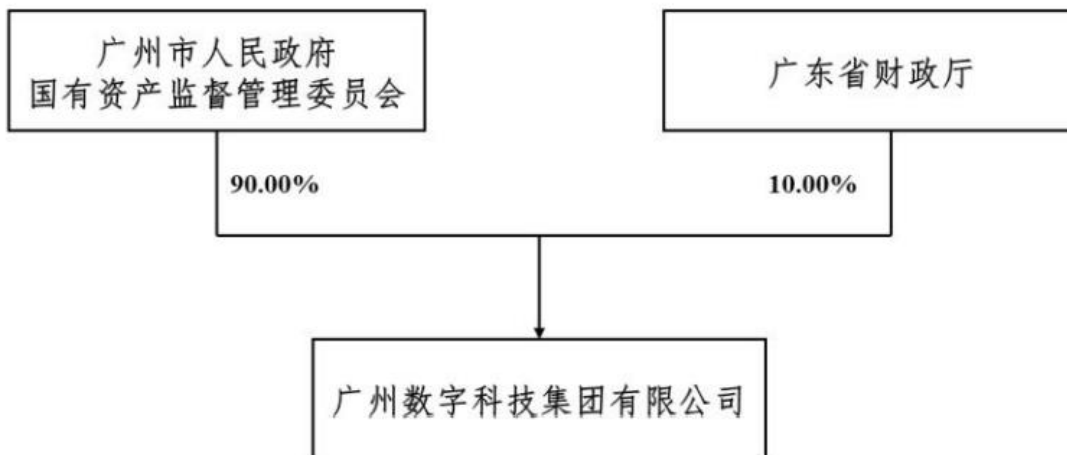 广州市人民政府
国有资产监督管理委员会
广东省财政厅
90.00%
10.00%
广州数字科技集团有限公司